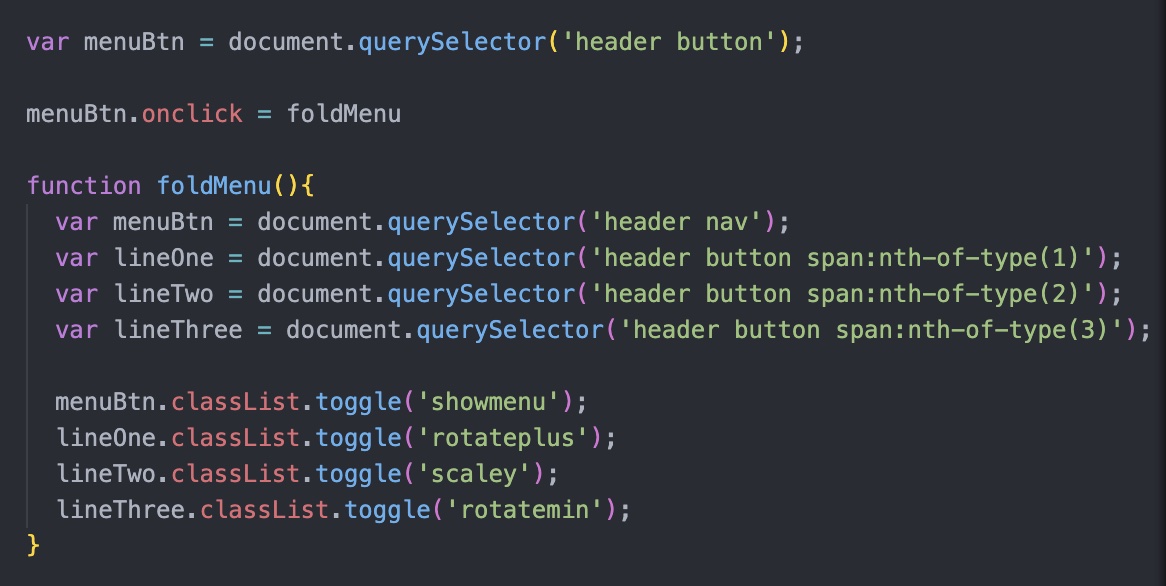 var menuBtn = document.querySelector('header button');
menuBtn.onclick = foldMenu
function foldMenu(){
var menuBtn = document.querySelector('header nav');
var lineOne = document.querySelector('header button span:nth-of-type(1)');
var lineTwo = document.querySelector('header button span:nth-of-type(2)');
var lineThree = document.querySelector('header button span:nth-of-type(3)');
menuBtn.classList.toggle('showmenu');
lineOne.classList.toggle('rotateplus');
lineTwo.classList.toggle('scaley');
lineThree.classList.toggle('rotatemin');
}